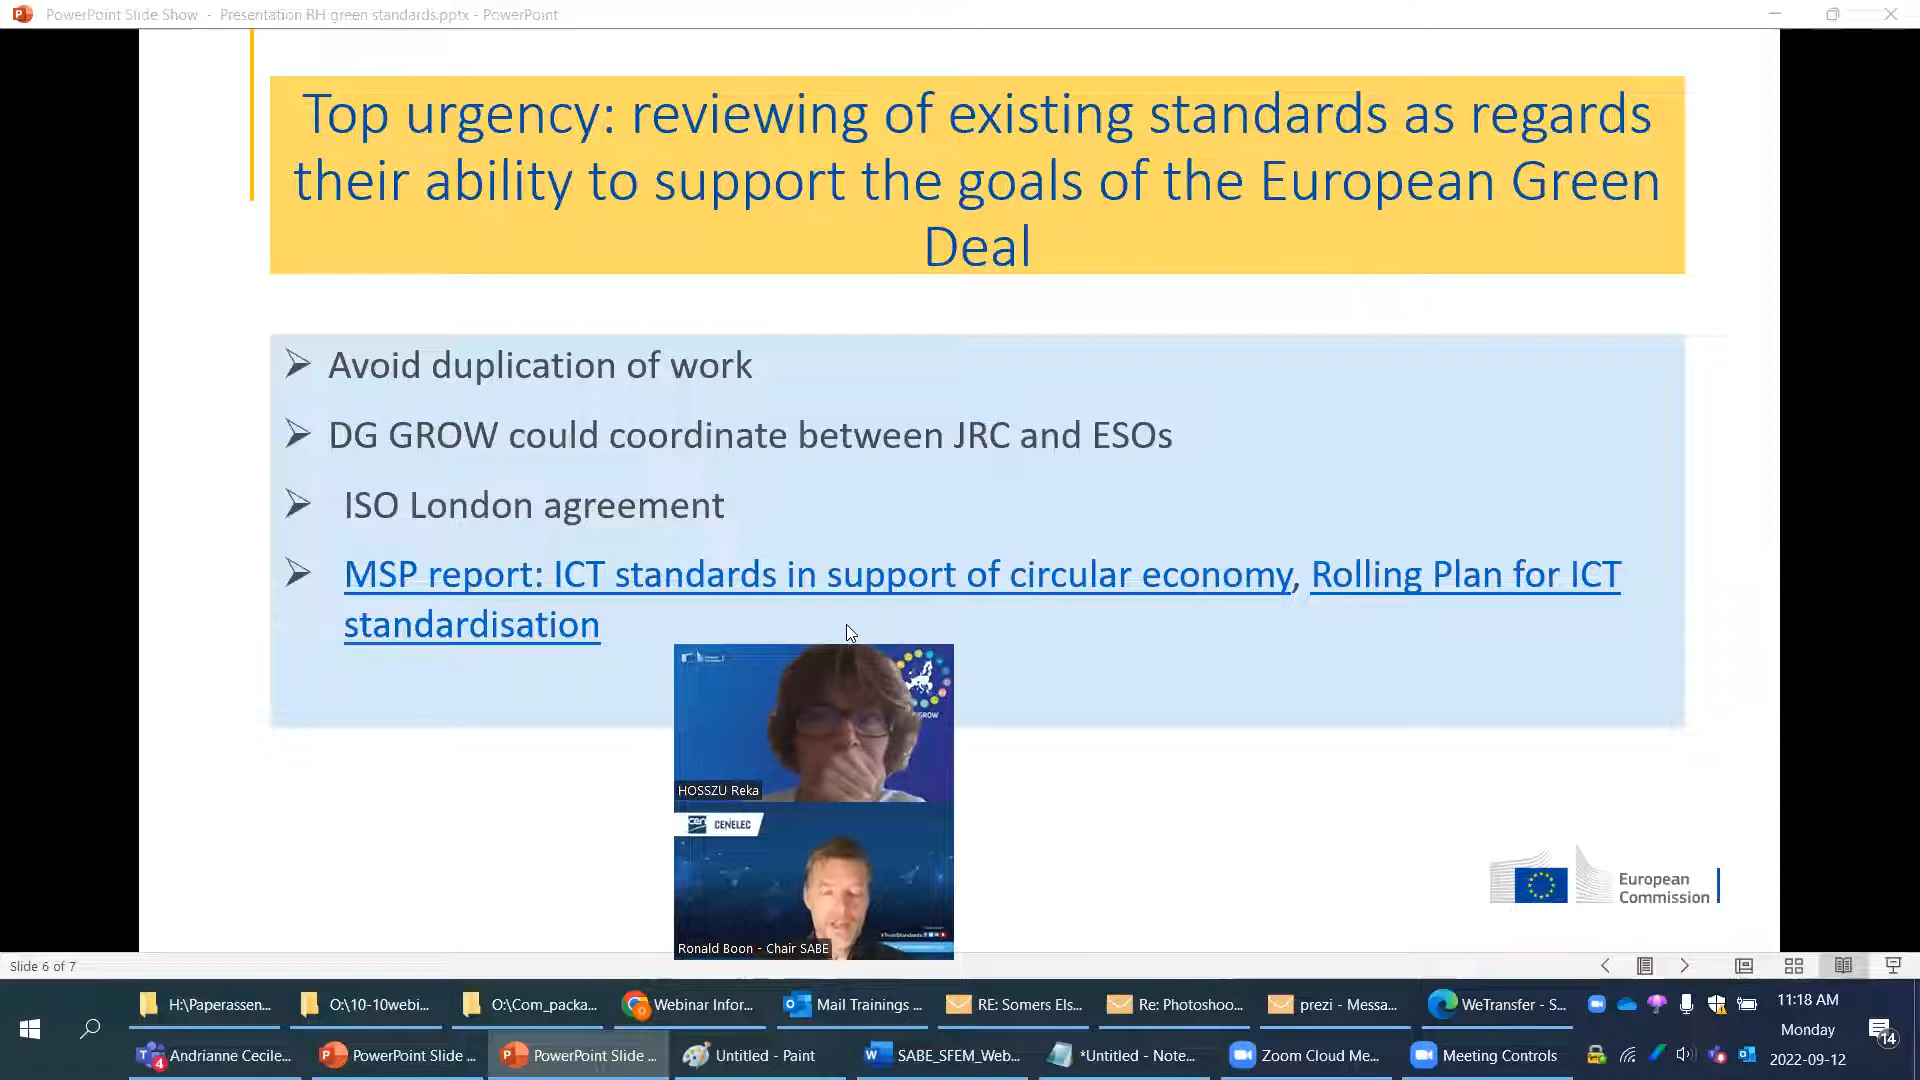 PowerPoint Slide Show - Presentation RH green standards.pptx - PowerPoint
Top urgency: reviewing of existing standards as regards
their ability to support the goals of the European Green
Deal
Avoid duplication of work
DG GROW could coordinate between JRC and ESOs
ISO London agreement
MSP report: ICT standards in support of circular economy, Rolling Plan for ICT
standardisation
GROW
HOSSZU Reka
cen CENELEC
Ronald Boon - Chair SABE
European
Commission
Slide 6 of 7
H:\Paperassen...
O:\10-10webi...
O:\Com_packa...
Webinar Infor...
Mail Trainings ...
RE: Somers Els...
Re: Photoshoo...
prezi - Messa...
WeTransfer - S...
11:18 AM
Monday
2022-09-12
14
4
Andrianne Cecile...
PowerPoint Slide ...
PowerPoint Slide ...
Untitled - Paint
SABE_SFEM_Web...
*Untitled - Note...
Zoom Cloud Me...
Meeting Controls